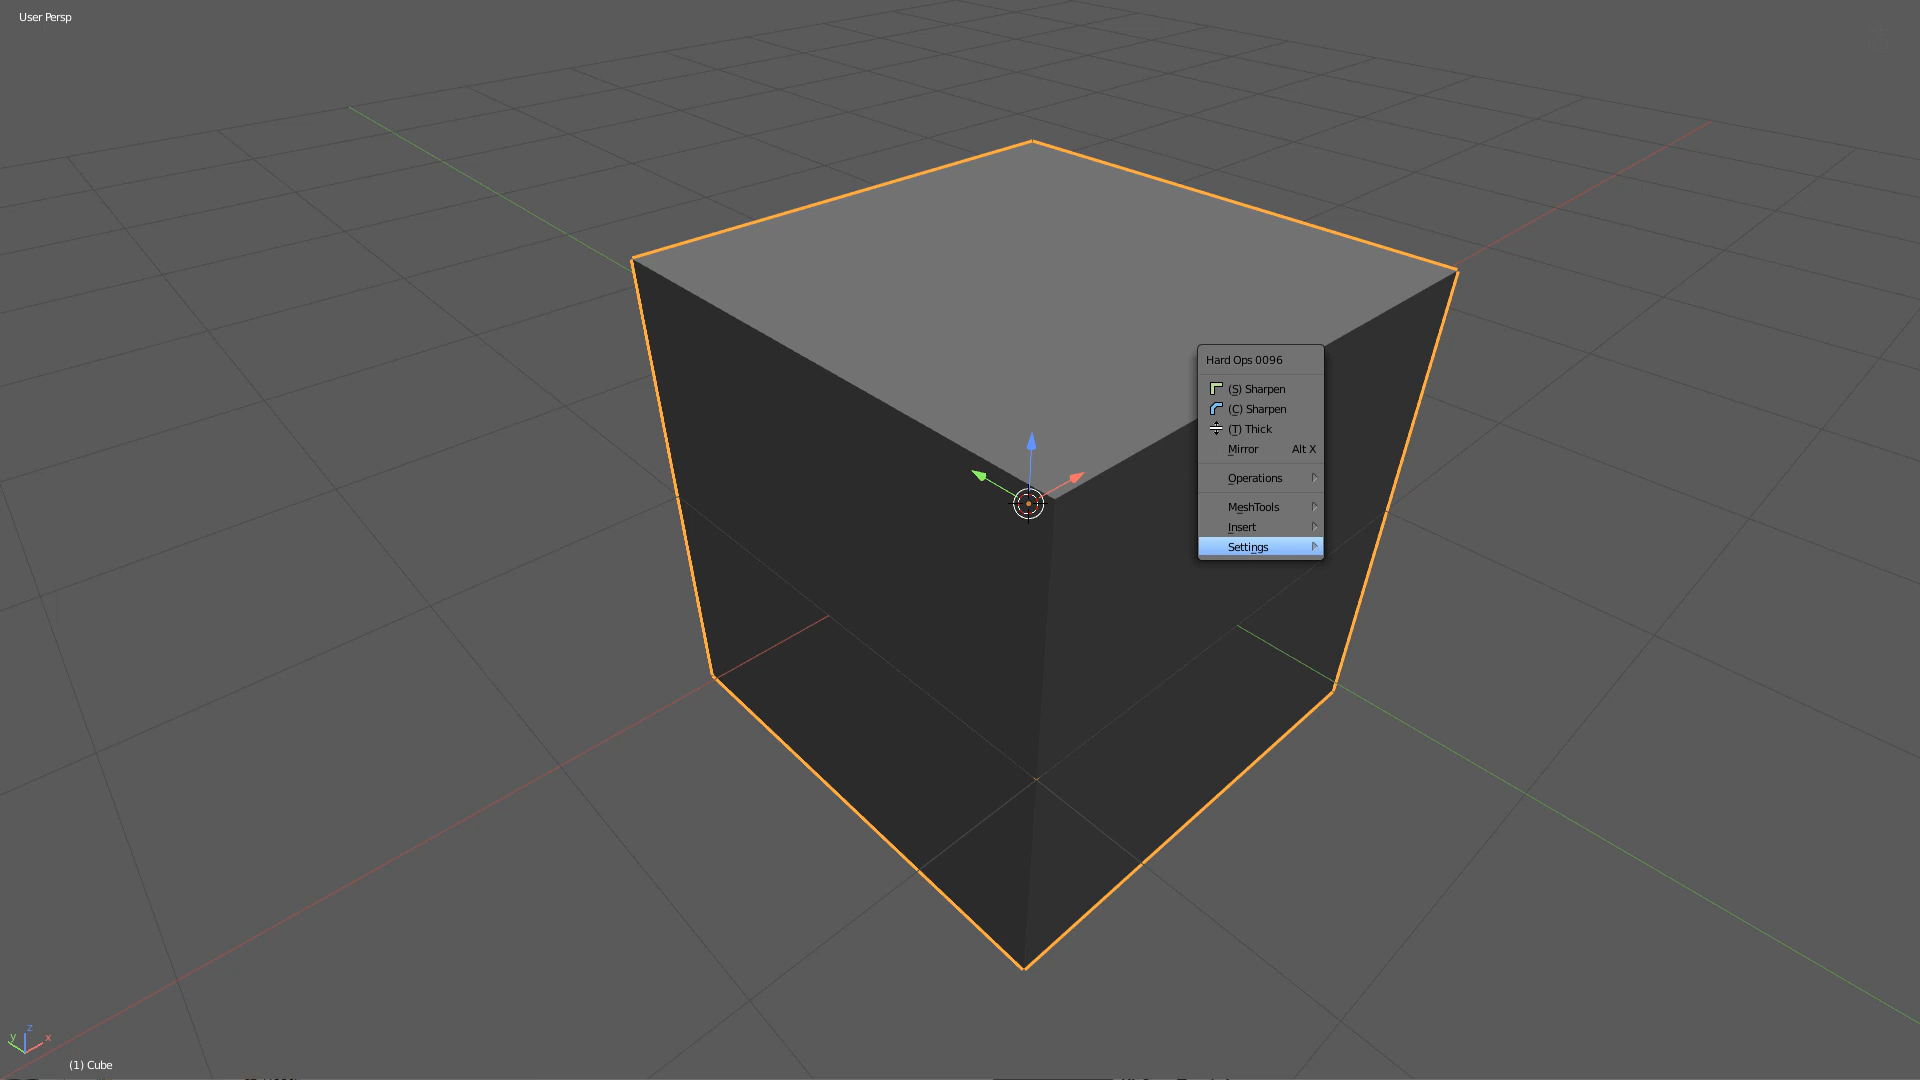 User Persp
Hard Ops 0096
(S) Sharpen
(C) Sharpen
(T) Thick
Mirror Alt X
Operations
MeshTools
Insert
Settings
z
y x
(1) Cube